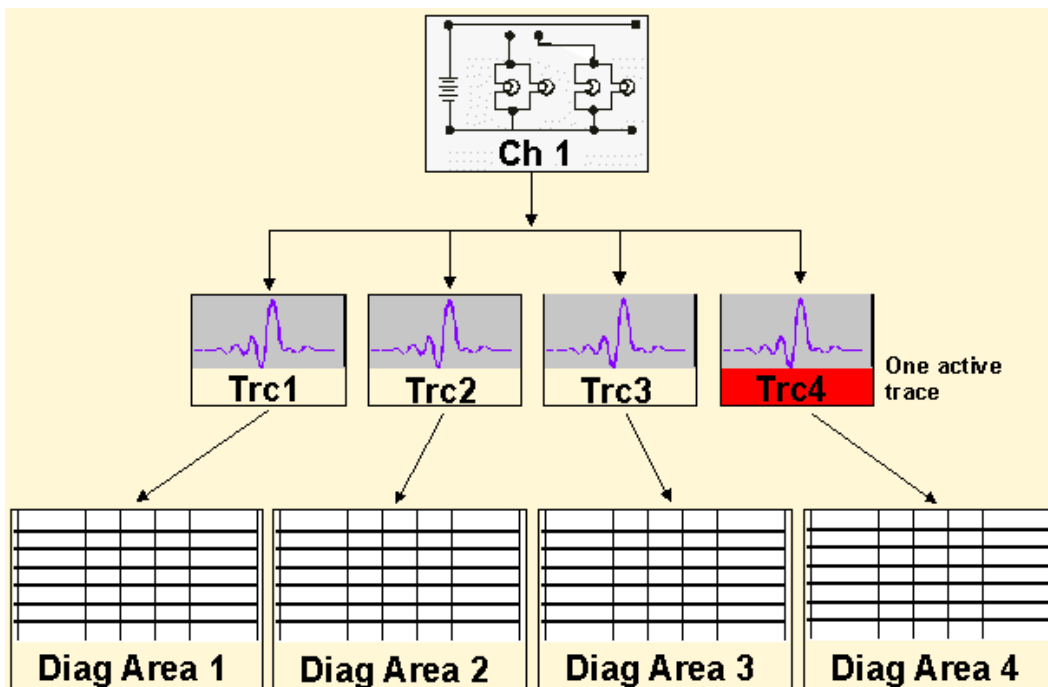 Ch 1
Trc1
Trc2
Trc3
Trc4
One active
trace
Diag Area 1
Diag Area 2
Diag Area 3
Diag Area 4